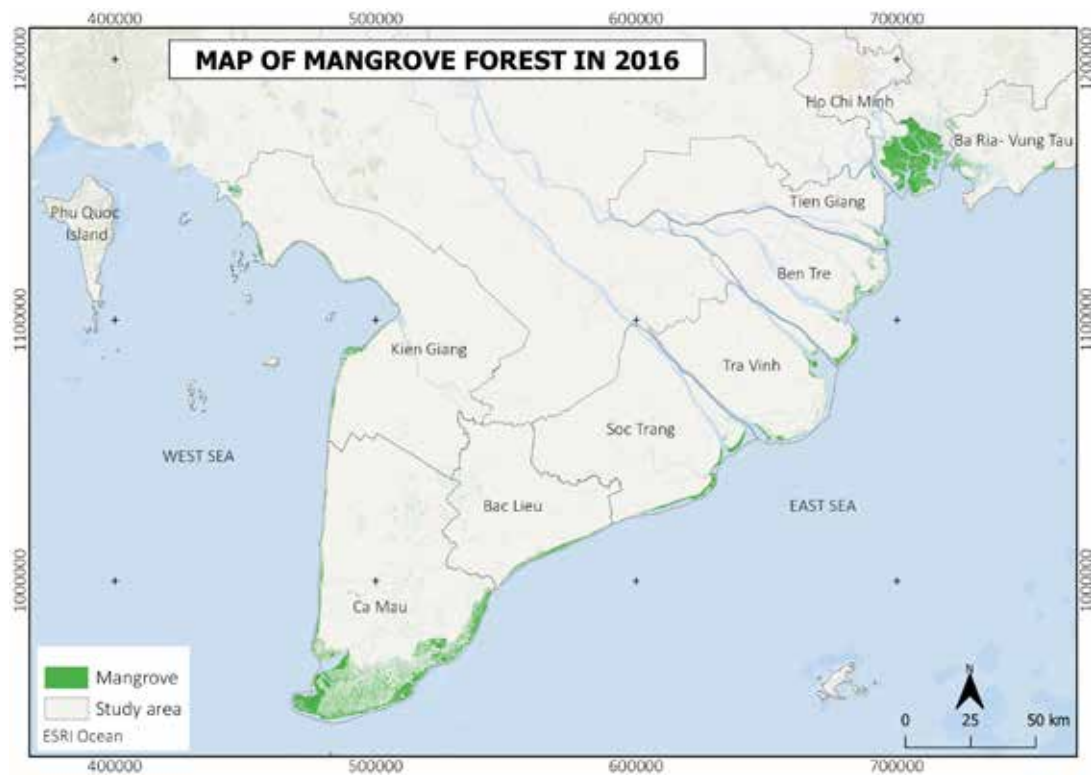 400000 500000 600000 700000
MAP OF MANGROVE FOREST IN 2016
1200000 1200000
Ho Chi Minh
Ba Ria- Vung Tau
Phu Quoc
Island
Tien Giang
Ben Tre
1100000 1100000
Kien Giang
Tra Vinh
Soc Trang
WEST SEA
Bac Lieu
EAST SEA
1000000 1000000
Ca Mau
Mangrove
Study area
ESRI Ocean
N
0 25 50 km
400000 500000 600000 700000